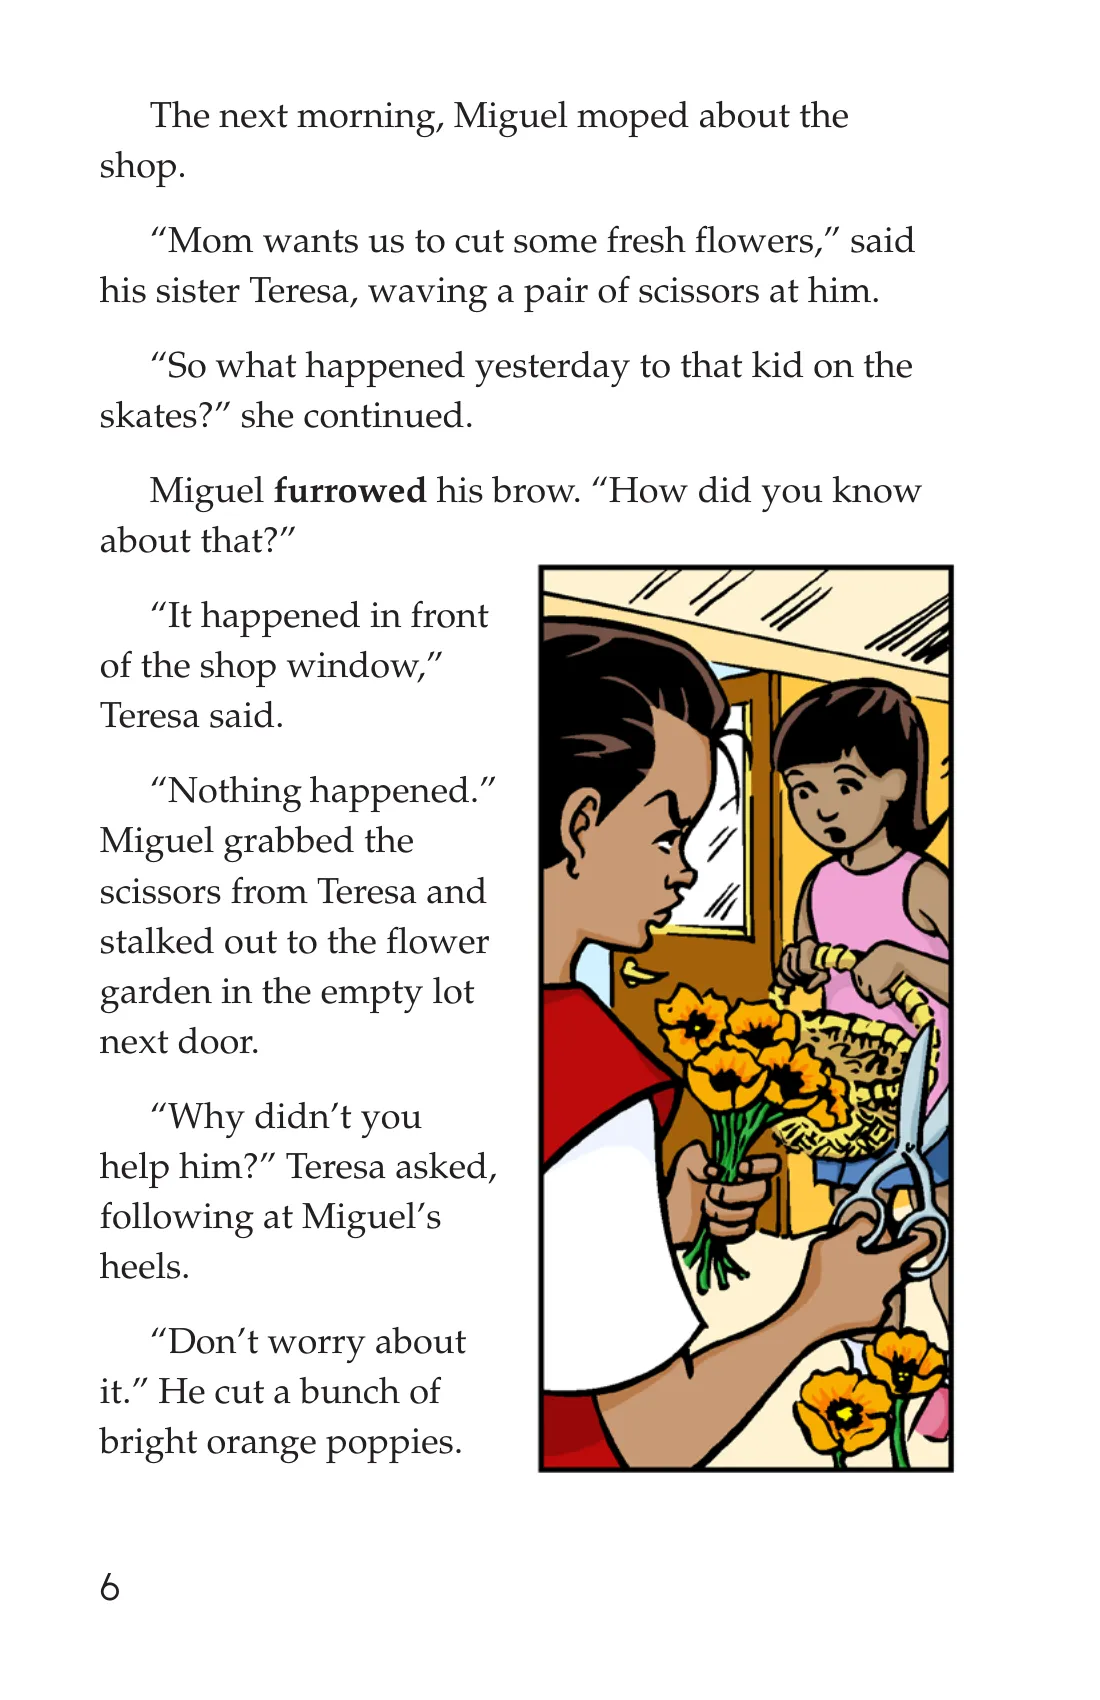 The next morning, Miguel moped about the
shop.
“Mom wants us to cut some fresh flowers,” said
his sister Teresa, waving a pair of scissors at him.
“So what happened yesterday to that kid on the
skates?” she continued.
Miguel furrowed his brow. “How did you know
about that?”
“It happened in front
of the shop window,”
Teresa said.
“Nothing happened.”
Miguel grabbed the
scissors from Teresa and
stalked out to the flower
garden in the empty lot
next door.
“Why didn’t you
help him?” Teresa asked,
following at Miguel’s
heels.
“Don’t worry about
it.” He cut a bunch of
bright orange poppies.
6